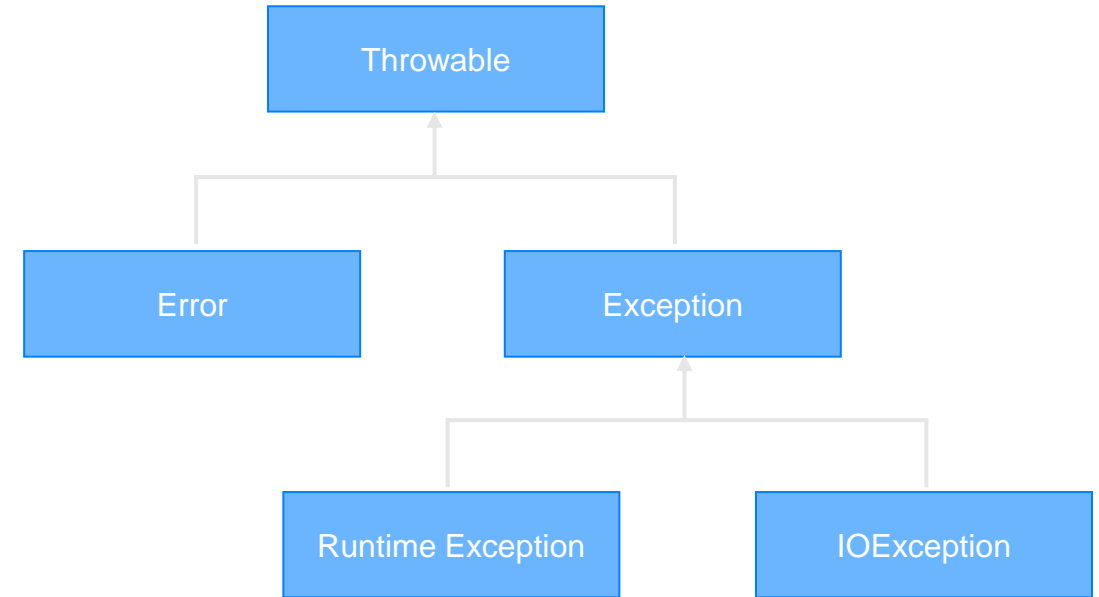 Throwable
Error
Exception
Runtime Exception
IOException